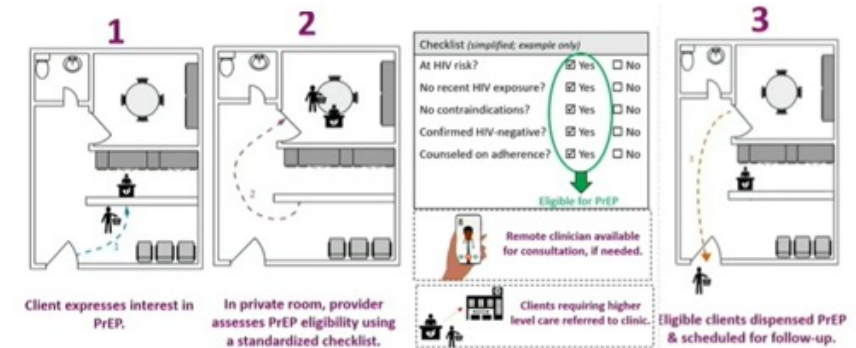 1
2
3
Checklist (simplified; example only)
At HIV risk? ☑ Yes ☐ No
No recent HIV exposure? ☑ Yes ☐ No
No contraindications? ☑ Yes ☐ No
Confirmed HIV-negative? ☑ Yes ☐ No
Counseled on adherence? ☑ Yes ☐ No
Eligible for PrEP
Remote clinician available
for consultation, if needed.
Clients requiring higher
level care referred to clinic.
1
2
3
Client expresses interest in
PrEP.
In private room, provider
assesses PrEP eligibility using
a standardized checklist.
Eligible clients dispensed PrEP
& scheduled for follow-up.